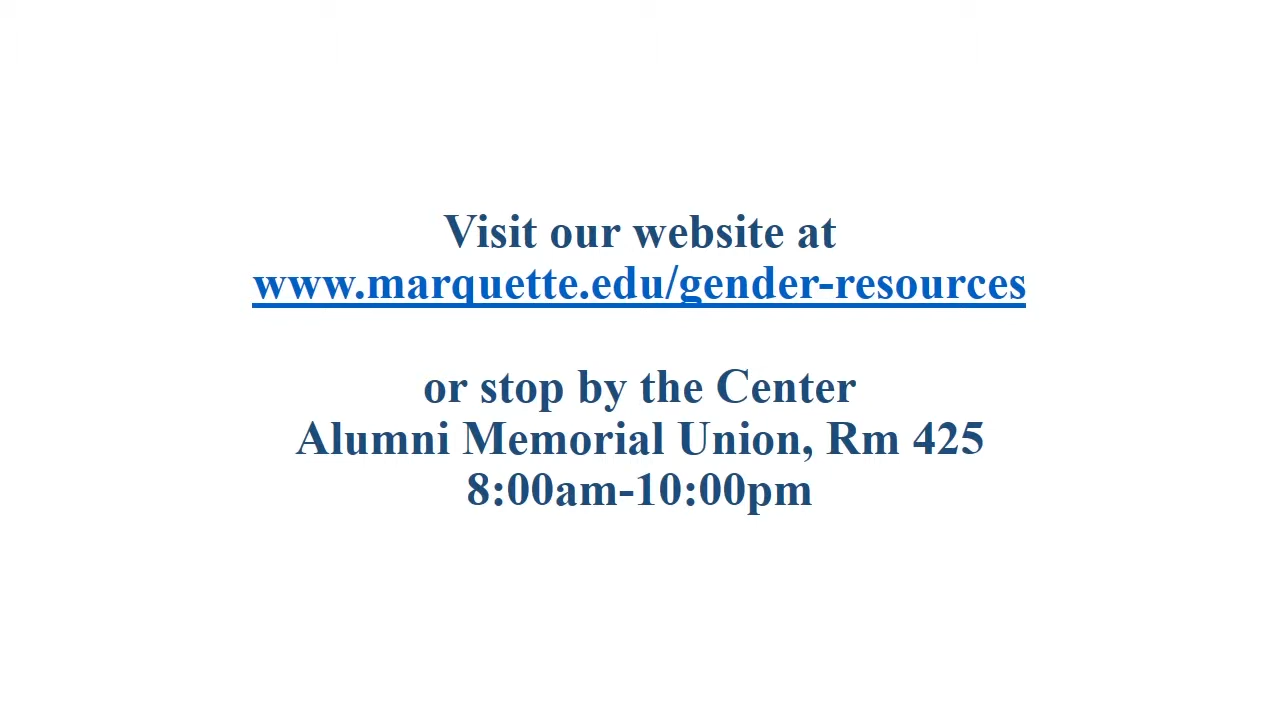 Visit our website at
www.marquette.edu/gender-resources
or stop by the Center
Alumni Memorial Union, Rm 425
8:00am-10:00pm